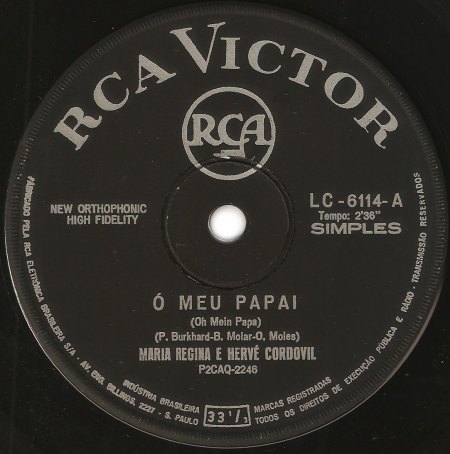 RCA VICTOR
RCA
NEW ORTHOPHONIC
HIGH FIDELITY
LC-6114-A
Tempo: 2'36"
SIMPLES
Ó MEU PAPAI
(Oh Mein Papa)
(P. Burkhard-B. Molar-O. Moles)
MARIA REGINA E HERVÉ CORDOVIL
P2CAQ-2246
FABRICADO PELA RCA ELETRÔNICA BRASILEIRA S/A - AV. ENG. BILLINGS, 2227 - S. PAULO
INDÚSTRIA BRASILEIRA
33 1/3
MARCAS REGISTRADAS
TODOS OS DIREITOS DE EXECUÇÃO PÚBLICA E RÁDIO - TRANSMISSÃO RESERVADOS